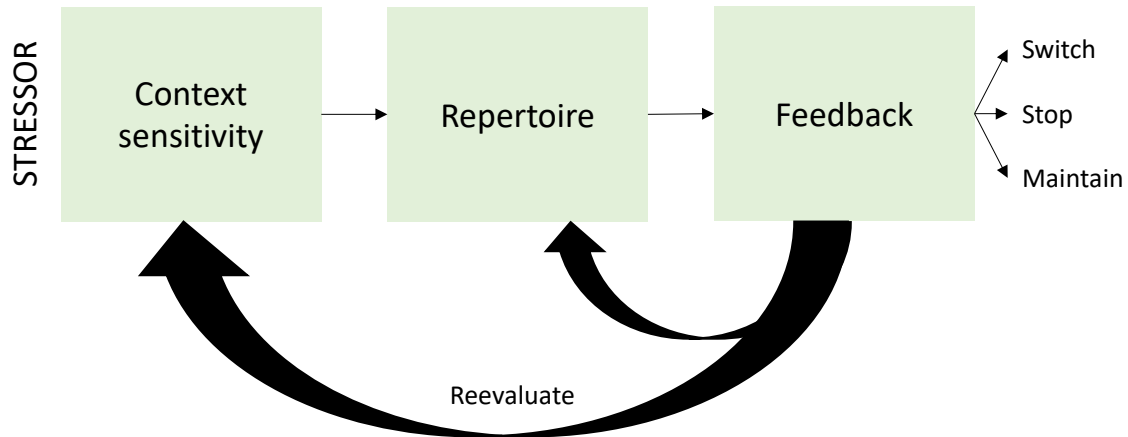 STRESSOR
Context
sensitivity
Repertoire
Feedback
Switch
Stop
Maintain
Reevaluate